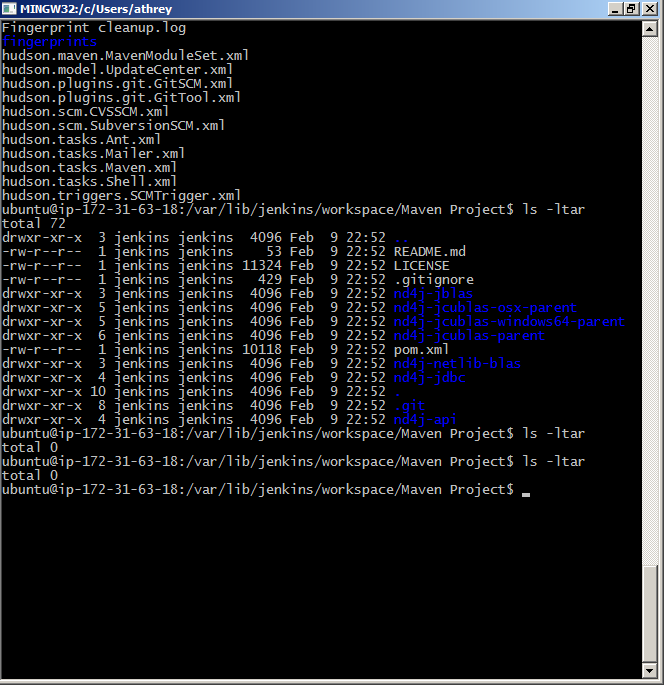 MINGW32:/c/Users/athrey
Fingerprint cleanup.log
fingerprints
hudson.maven.MavenModuleSet.xml
hudson.model.UpdateCenter.xml
hudson.plugins.git.GitSCM.xml
hudson.plugins.git.GitTool.xml
hudson.scm.CVSSCM.xml
hudson.scm.SubversionSCM.xml
hudson.tasks.Ant.xml
hudson.tasks.Mailer.xml
hudson.tasks.Maven.xml
hudson.tasks.Shell.xml
hudson.triggers.SCMTrigger.xml
ubuntu@ip-172-31-63-18:/var/lib/jenkins/workspace/Maven Project$ ls -ltar
total 72
drwxr-xr-x  3 jenkins jenkins  4096 Feb  9 22:52 ..
-rw-r--r--  1 jenkins jenkins    53 Feb  9 22:52 README.md
-rw-r--r--  1 jenkins jenkins 11324 Feb  9 22:52 LICENSE
-rw-r--r--  1 jenkins jenkins   429 Feb  9 22:52 .gitignore
drwxr-xr-x  3 jenkins jenkins  4096 Feb  9 22:52 nd4j-jblas
drwxr-xr-x  5 jenkins jenkins  4096 Feb  9 22:52 nd4j-jcublas-osx-parent
drwxr-xr-x  5 jenkins jenkins  4096 Feb  9 22:52 nd4j-jcublas-windows64-parent
drwxr-xr-x  6 jenkins jenkins  4096 Feb  9 22:52 nd4j-jcublas-parent
-rw-r--r--  1 jenkins jenkins 10118 Feb  9 22:52 pom.xml
drwxr-xr-x  3 jenkins jenkins  4096 Feb  9 22:52 nd4j-netlib-blas
drwxr-xr-x  4 jenkins jenkins  4096 Feb  9 22:52 nd4j-jdbc
drwxr-xr-x 10 jenkins jenkins  4096 Feb  9 22:52 .
drwxr-xr-x  8 jenkins jenkins  4096 Feb  9 22:52 .git
drwxr-xr-x  4 jenkins jenkins  4096 Feb  9 22:52 nd4j-api
ubuntu@ip-172-31-63-18:/var/lib/jenkins/workspace/Maven Project$ ls -ltar
total 0
ubuntu@ip-172-31-63-18:/var/lib/jenkins/workspace/Maven Project$ ls -ltar
total 0
ubuntu@ip-172-31-63-18:/var/lib/jenkins/workspace/Maven Project$